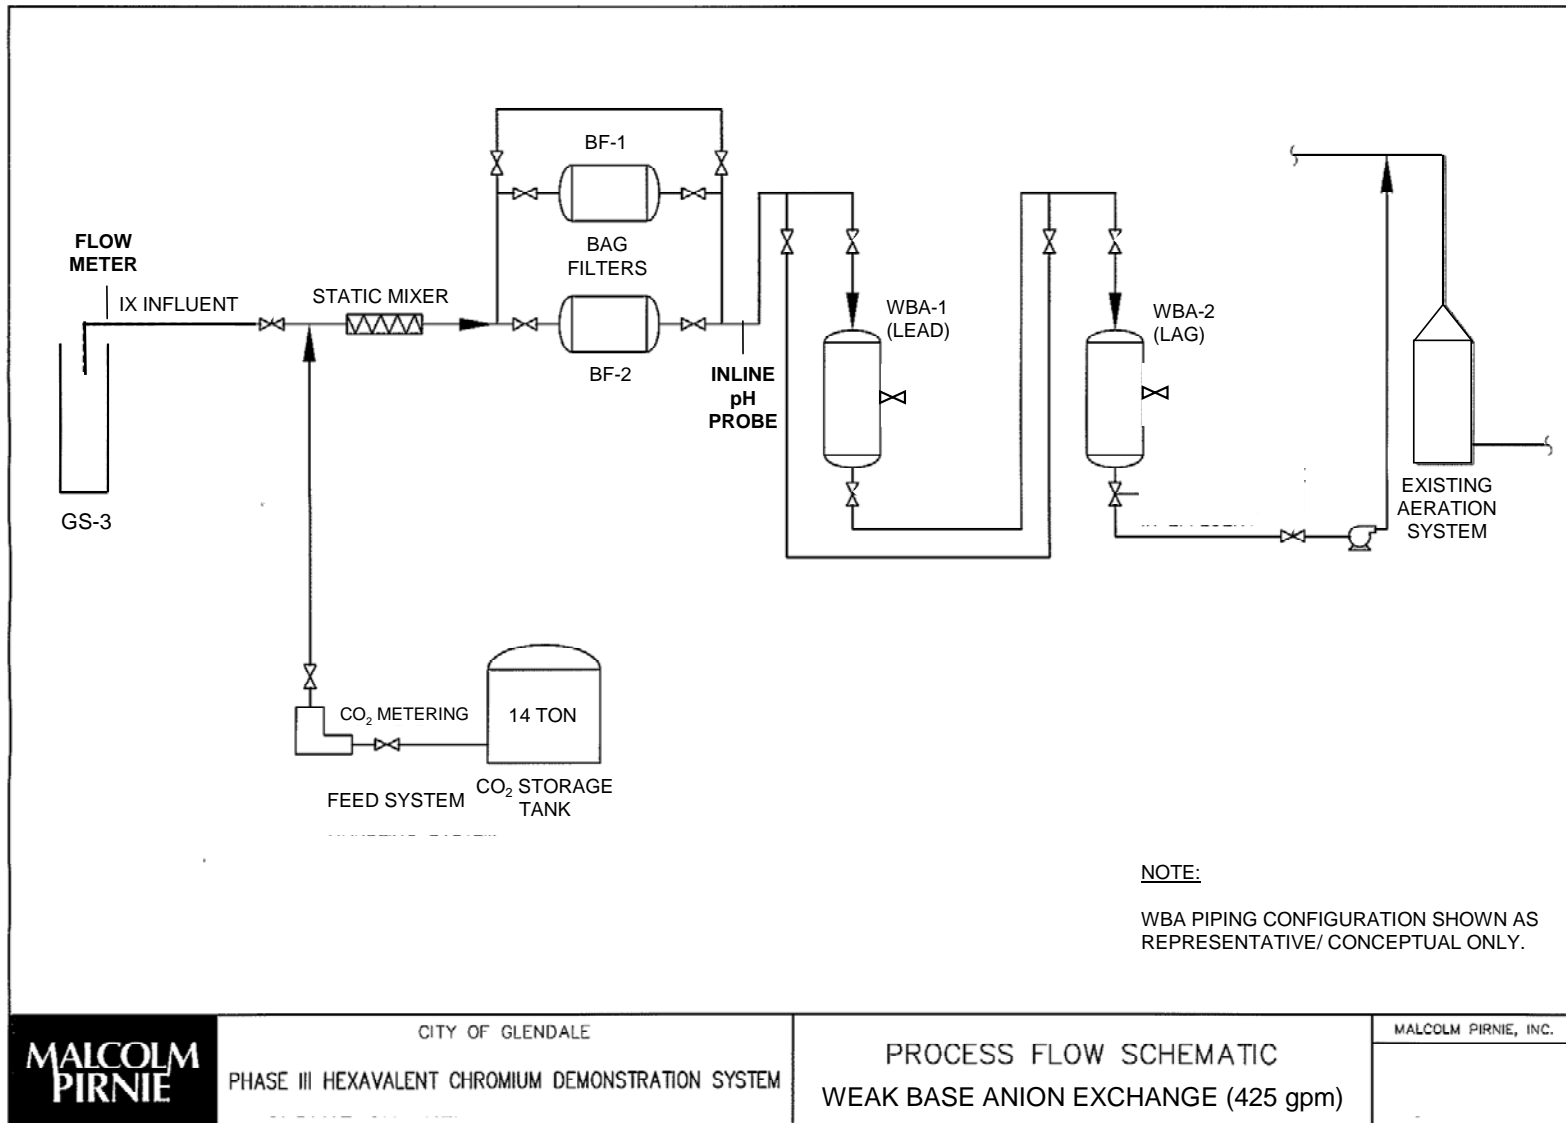 BF-1
BAG
FILTERS
BF-2
FLOW
METER
IX INFLUENT
STATIC MIXER
GS-3
INLINE
pH
PROBE
WBA-1
(LEAD)
WBA-2
(LAG)
EXISTING
AERATION
SYSTEM
CO₂ METERING
FEED SYSTEM
14 TON
CO₂ STORAGE
TANK
NOTE:
WBA PIPING CONFIGURATION SHOWN AS
REPRESENTATIVE/ CONCEPTUAL ONLY.
MALCOLM
PIRNIE
CITY OF GLENDALE
PHASE III HEXAVALENT CHROMIUM DEMONSTRATION SYSTEM
PROCESS FLOW SCHEMATIC
WEAK BASE ANION EXCHANGE (425 gpm)
MALCOLM PIRNIE, INC.